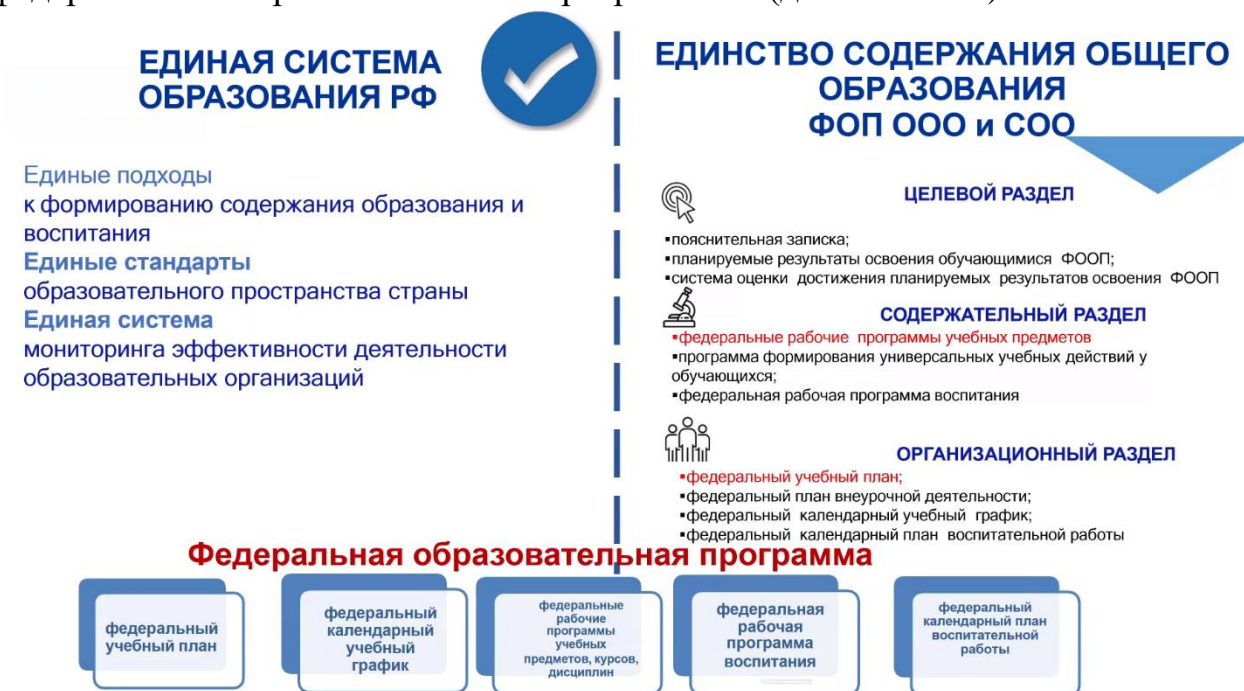 ЕДИНАЯ СИСТЕМА
ОБРАЗОВАНИЯ РФ
Единые подходы
к формированию содержания образования и
воспитания
Единые стандарты
образовательного пространства страны
Единая система
мониторинга эффективности деятельности
образовательных организаций
ЕДИНСТВО СОДЕРЖАНИЯ ОБЩЕГО
ОБРАЗОВАНИЯ
ФОП ООО и СОО
ЦЕЛЕВОЙ РАЗДЕЛ
▪пояснительная записка;
▪планируемые результаты освоения обучающимися ФООП;
▪система оценки достижения планируемых результатов освоения ФООП
СОДЕРЖАТЕЛЬНЫЙ РАЗДЕЛ
▪федеральные рабочие программы учебных предметов
▪программа формирования универсальных учебных действий у
обучающихся;
▪федеральная рабочая программа воспитания
ОРГАНИЗАЦИОННЫЙ РАЗДЕЛ
▪федеральный учебный план;
▪федеральный план внеурочной деятельности;
▪федеральный календарный учебный график;
▪федеральный календарный план воспитательной работы
Федеральная образовательная программа
федеральный
учебный план
федеральный
календарный
учебный
график
федеральные
рабочие
программы
учебных
предметов, курсов,
дисциплин
федеральная
рабочая
программа
воспитания
федеральный
календарный план
воспитательной
работы